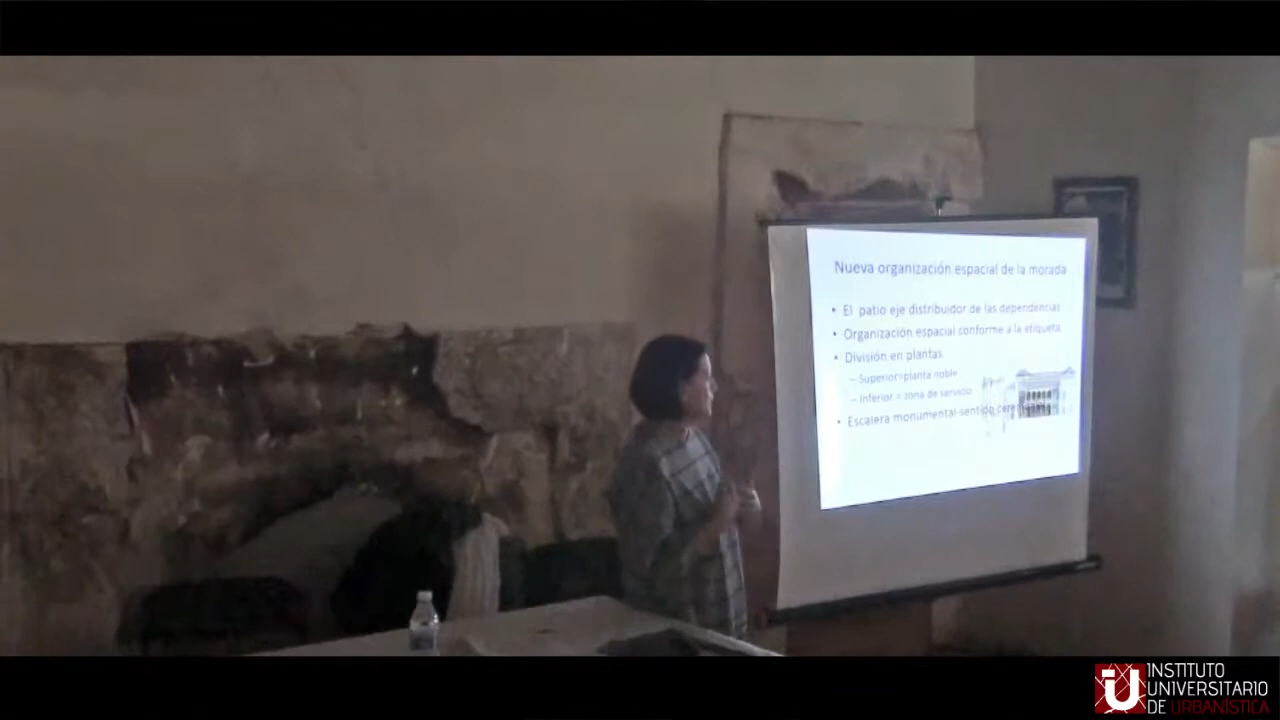 Nueva organización espacial de la morada
• El patio eje distribuidor de las dependencias
• Organización espacial conforme a la etiqueta
• División en plantas
– Superior=planta noble
– Inferior = zona de servicio
• Escalera monumental-sentido
INSTITUTO
UNIVERSITARIO
DE URBANÍSTICA